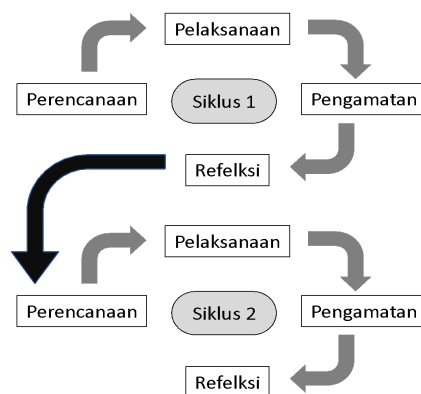 Pelaksanaan
Perencanaan
Siklus 1
Pengamatan
Refelksi
Pelaksanaan
Perencanaan
Siklus 2
Pengamatan
Refelksi